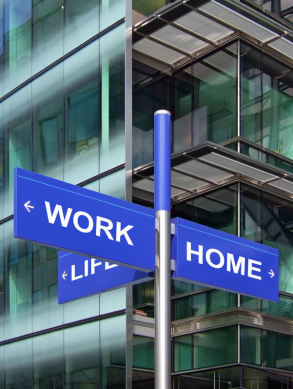 ← WORK
HOME →
← LIFE